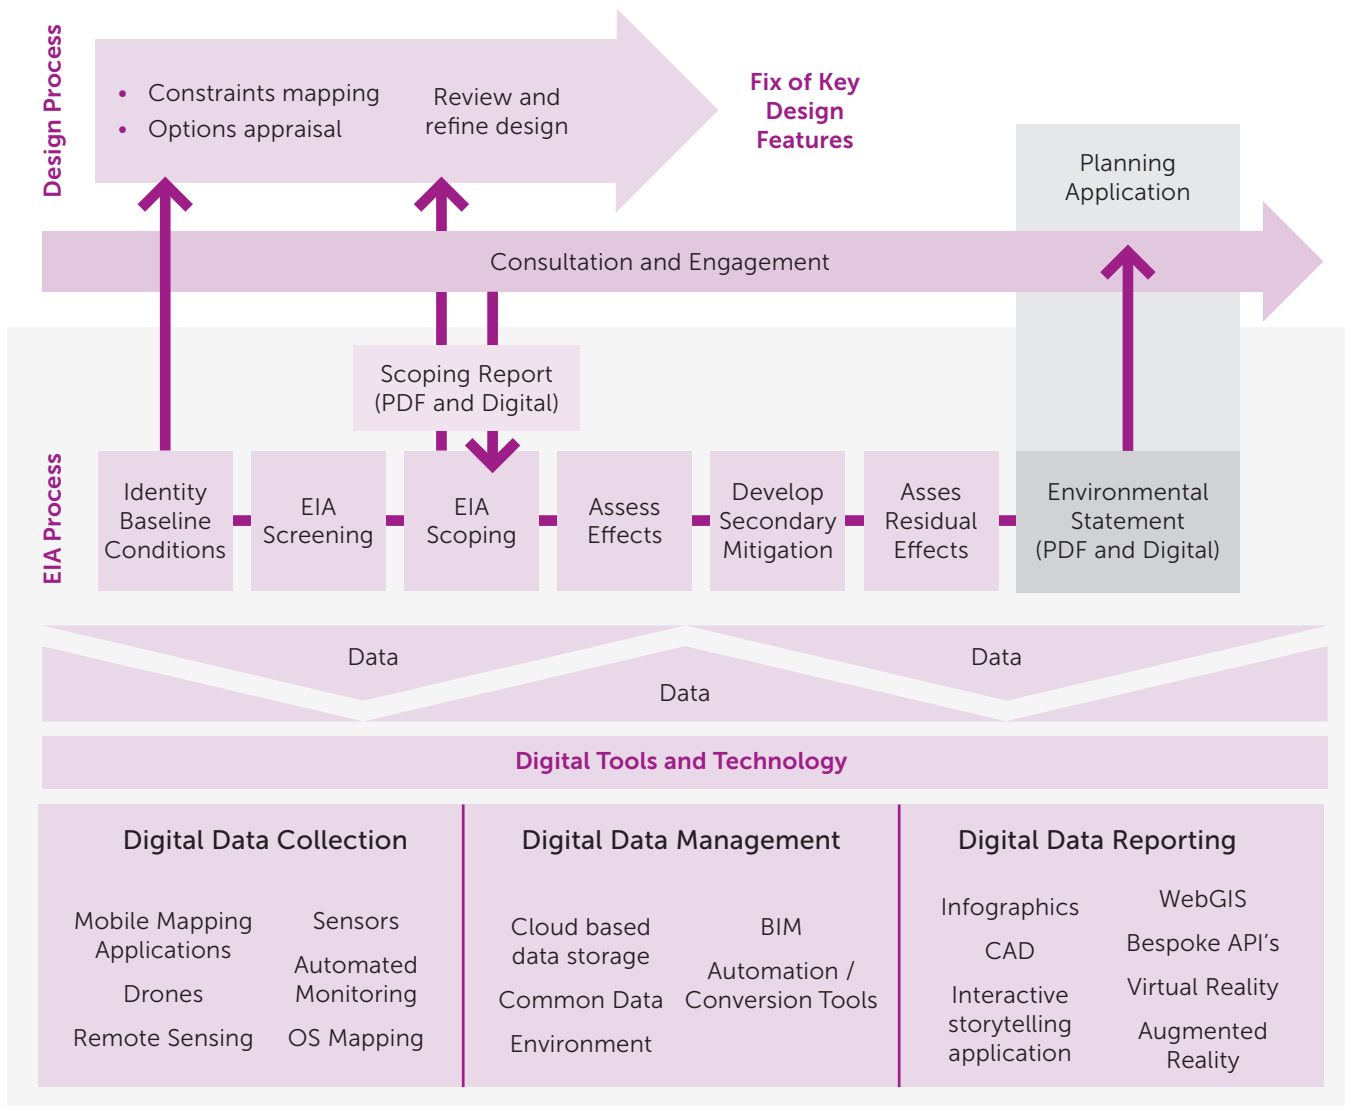 Design Process
• Constraints mapping
• Options appraisal
Review and
refine design
Fix of Key
Design
Features
Planning
Application
Consultation and Engagement
Scoping Report
(PDF and Digital)
EIA Process
Identity
Baseline
Conditions
EIA
Screening
EIA
Scoping
Assess
Effects
Develop
Secondary
Mitigation
Asses
Residual
Effects
Environmental
Statement
(PDF and Digital)
Data
Data
Data
Digital Tools and Technology
Digital Data Collection
Mobile Mapping
Applications
Drones
Remote Sensing
Sensors
Automated
Monitoring
OS Mapping
Digital Data Management
Cloud based
data storage
Common Data
Environment
BIM
Automation /
Conversion Tools
Digital Data Reporting
Infographics
CAD
Interactive
storytelling
application
WebGIS
Bespoke API's
Virtual Reality
Augmented
Reality